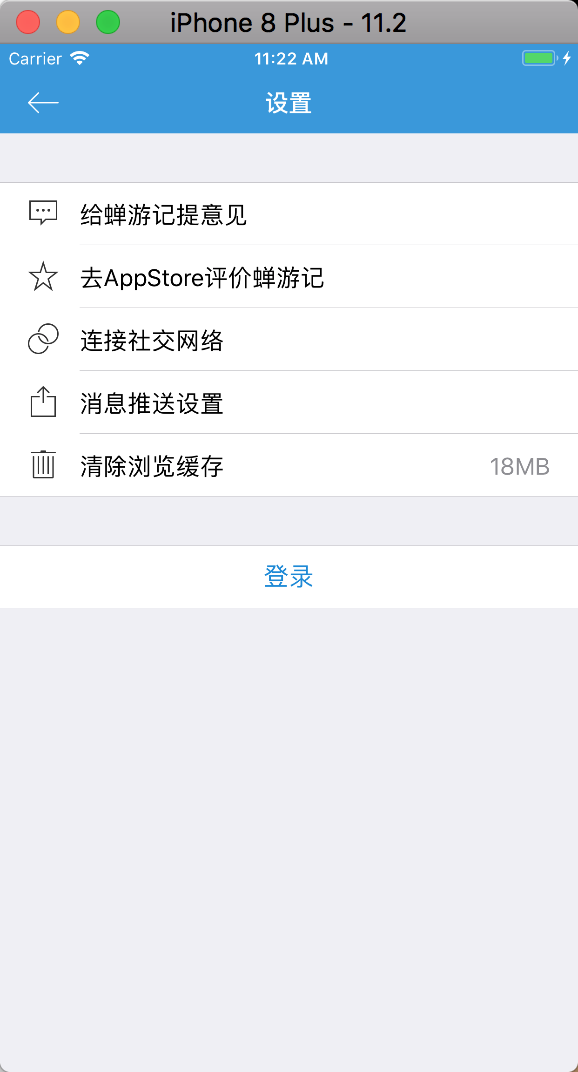 iPhone 8 Plus - 11.2
Carrier 11:22 AM
设置
给蝉游记提意见
去AppStore评价蝉游记
连接社交网络
消息推送设置
清除浏览缓存 18MB
登录